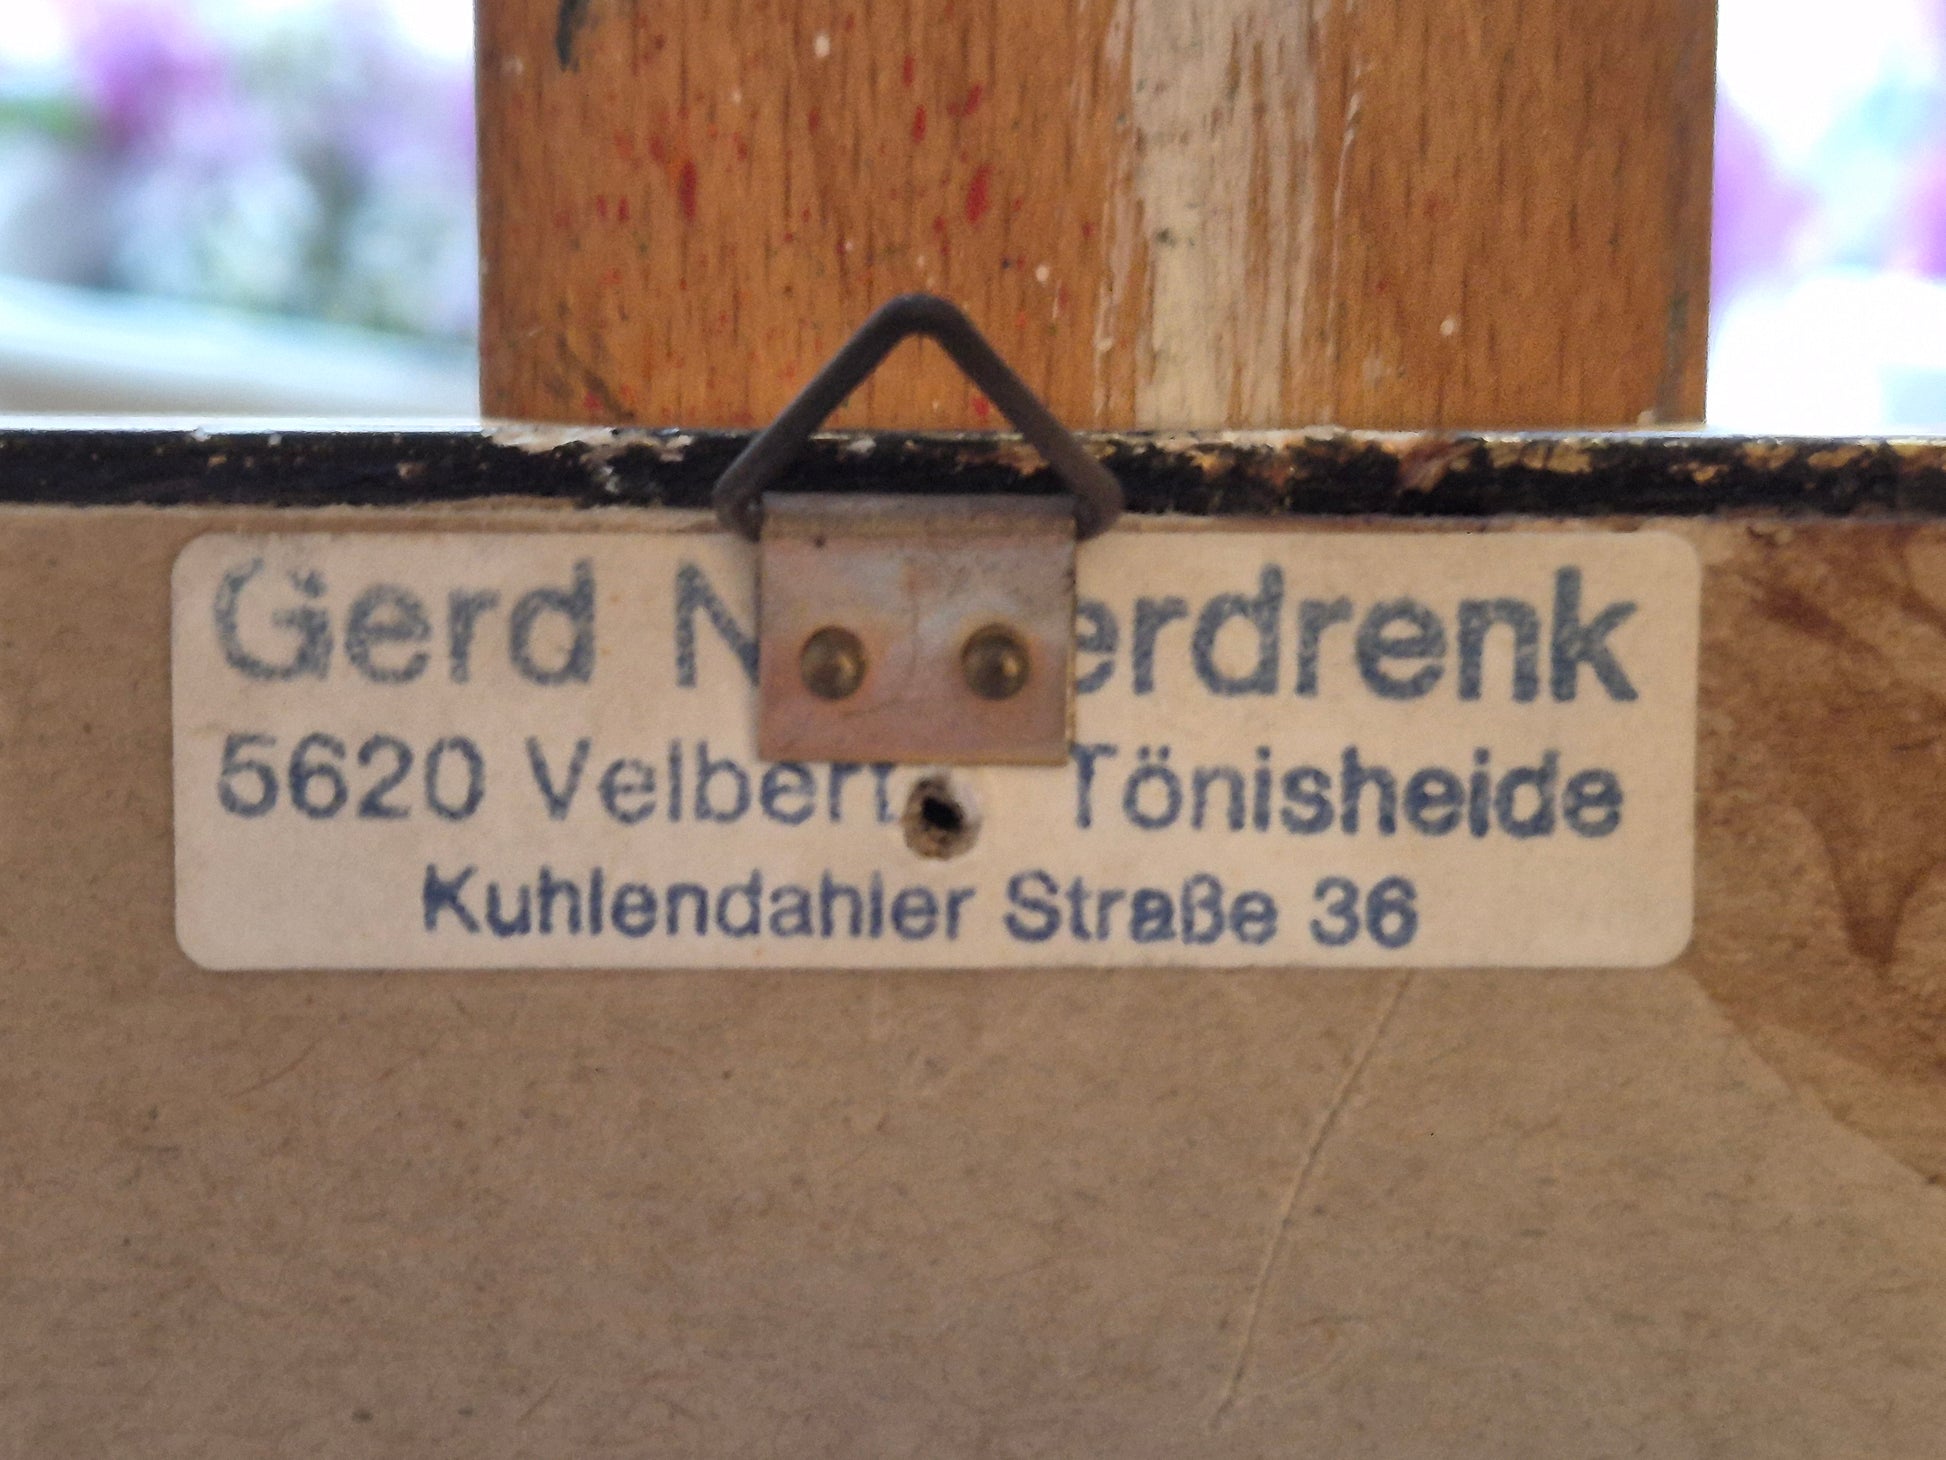 Gerd
5620 Velbert Tönisheide
Kuhlendahler Straße 36